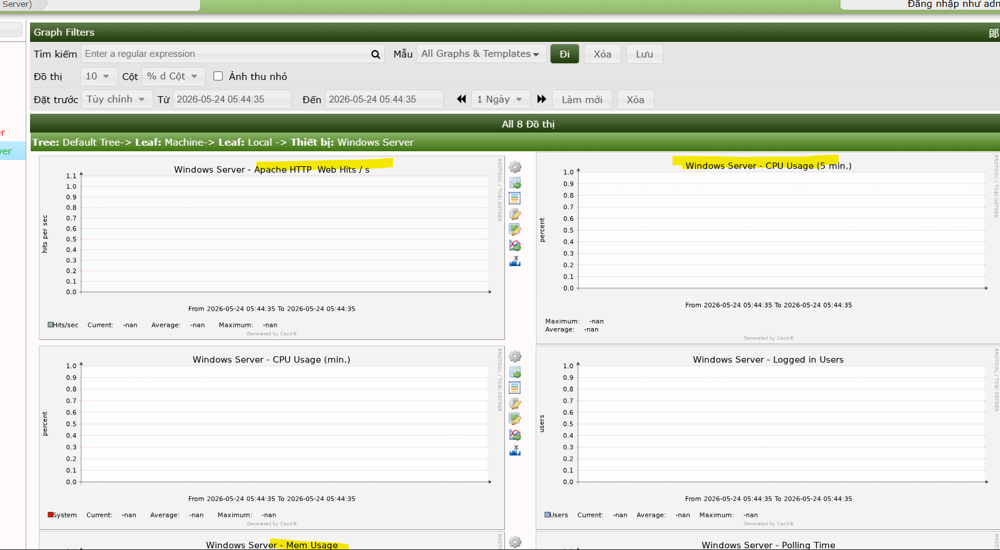 Server)
Đăng nhập như adn
Graph Filters
Tìm kiếm Enter a regular expression Mẫu All Graphs & Templates Đi Xóa Lưu
Đồ thị 10 Cột % d Cột Ảnh thu nhỏ
Đặt trước Tùy chỉnh Từ 2026-05-24 05:44:35 Đến 2026-05-24 05:44:35 1 Ngày Làm mới Xóa
er
ver
All 8 Đồ thị
Tree: Default Tree-> Leaf: Machine-> Leaf: Local -> Thiết bị: Windows Server
Windows Server - Apache HTTP Web Hits / s
1.1
1.0
0.9
0.8
0.7
0.6
0.5
0.4
0.3
0.2
0.1
0.0
hits per sec
RRDTOOL / TOBI OETIKER
From 2026-05-24 05:44:35 To 2026-05-24 05:44:35
Hits/sec Current: -nan Average: -nan Maximum: -nan
Generated by Cacti®
Windows Server - CPU Usage (5 min.)
1.0
0.9
0.8
0.7
0.6
0.5
0.4
0.3
0.2
0.1
0.0
percent
RRDTOOL / TOBI OETIKER
From 2026-05-24 05:44:35 To 2026-05-24 05:44:35
Maximum: -nan
Average: -nan
Generated by Cacti®
Windows Server - CPU Usage (min.)
1.0
0.9
0.8
0.7
0.6
0.5
0.4
0.3
0.2
0.1
0.0
percent
RRDTOOL / TOBI OETIKER
From 2026-05-24 05:44:35 To 2026-05-24 05:44:35
System Current: -nan Average: -nan Maximum: -nan
Generated by Cacti®
Windows Server - Logged in Users
1.0
0.9
0.8
0.7
0.6
0.5
0.4
0.3
0.2
0.1
0.0
users
RRDTOOL / TOBI OETIKER
From 2026-05-24 05:44:35 To 2026-05-24 05:44:35
Users Current: -nan Average: -nan Maximum: -nan
Generated by Cacti®
Windows Server - Mem Usage
Windows Server - Polling Time